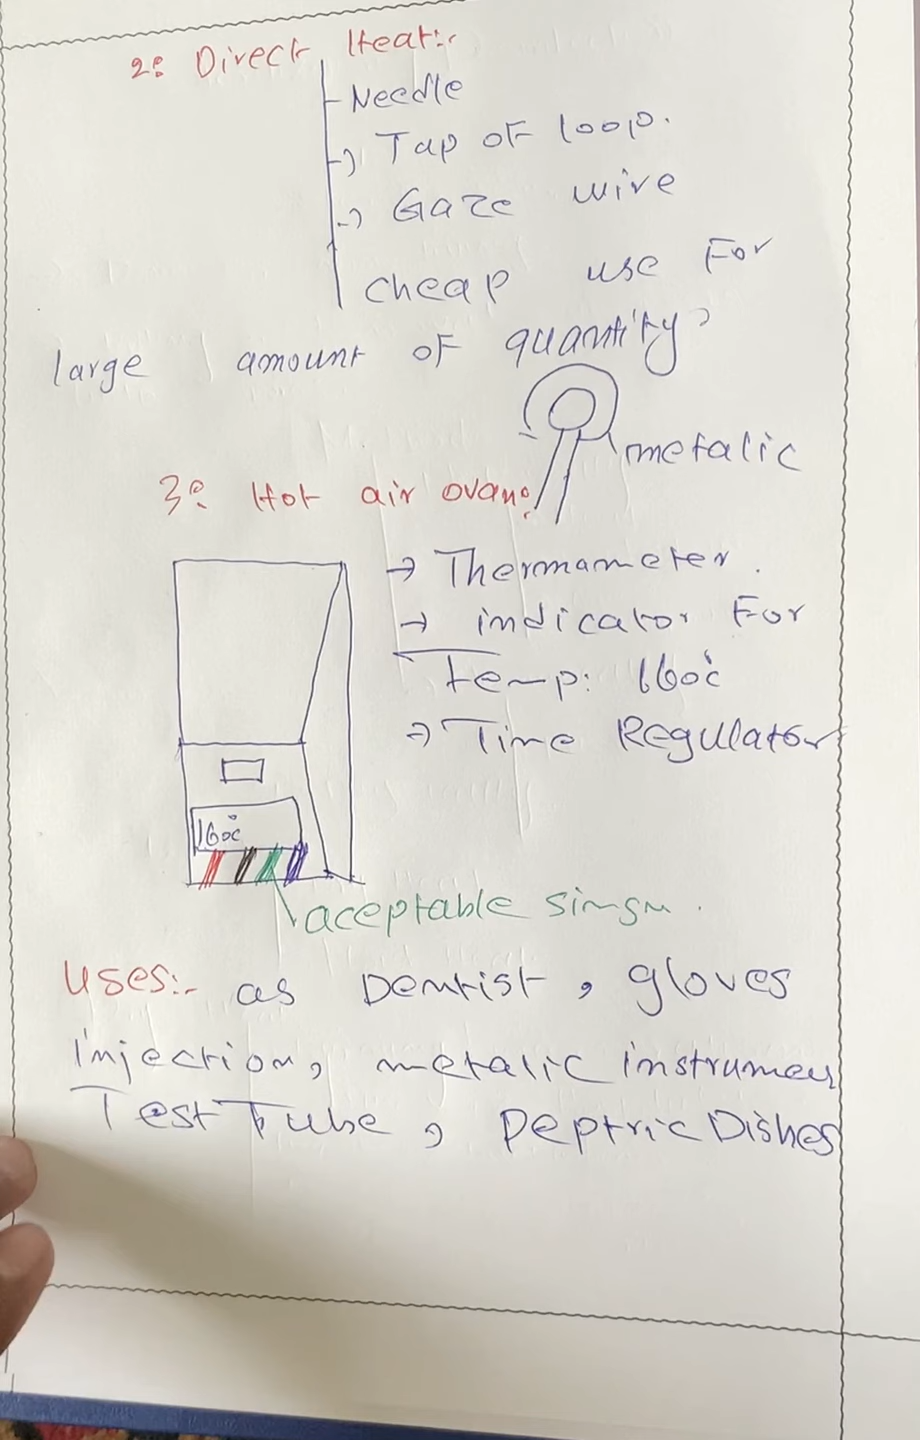 2: Direct Heat:-
Needle
→ Tap of loop.
→ Gaze wire
cheap use For
large amount of quantity
metalic
3: Hot air ovan:
→ Thermameter.
→ indicator For
temp: 160°c
→ Time Regulator
160°c
aceptable singn.
Uses:- as Dentist, gloves
Injection, metalic instrumen
Test Tube, Peptric Dishes